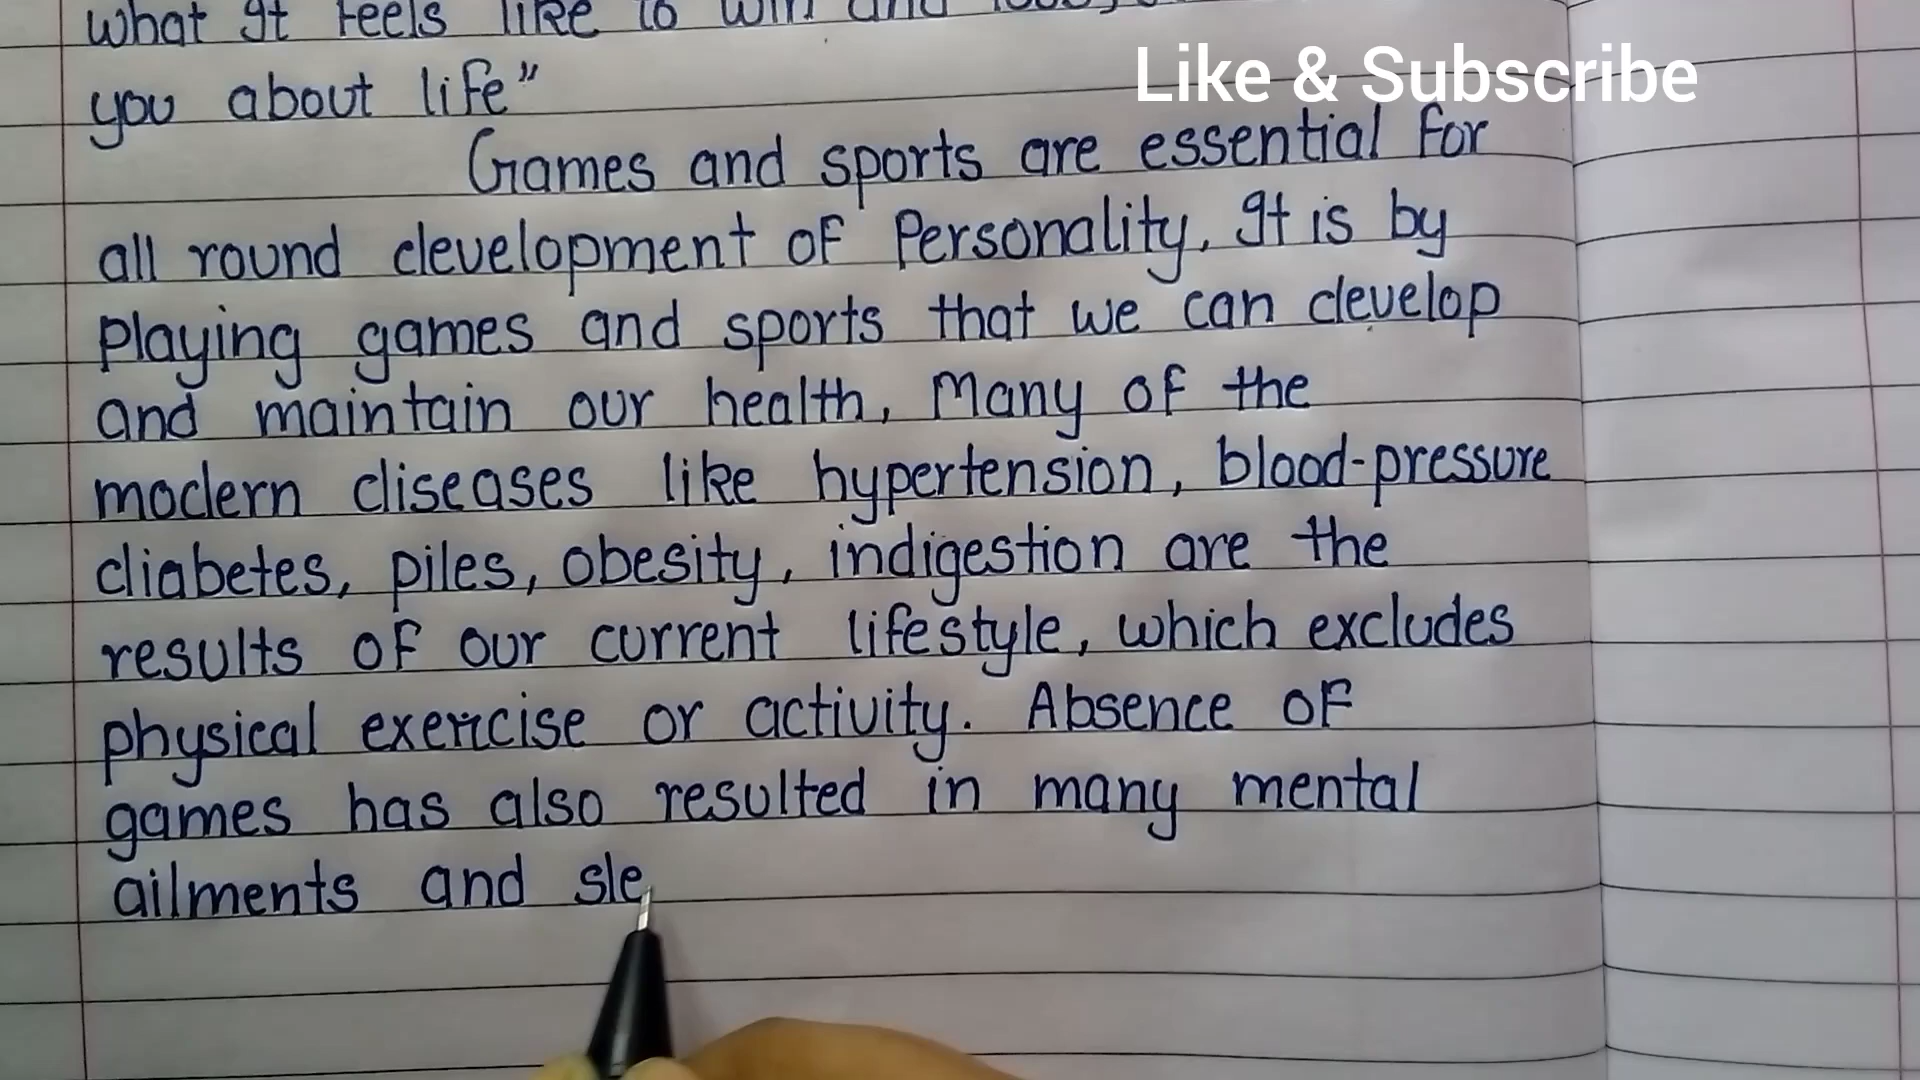 what It feels like to win and
you about life"
Like & Subscribe
Games and sports are essential for
all round development of Personality. It is by
playing games and sports that we can develop
and maintain our health. Many of the
modern diseases like hypertension, blood-pressure
diabetes, piles, obesity, indigestion are the
results of our current lifestyle, which excludes
physical exercise or activity. Absence of
games has also resulted in many mental
ailments and sle